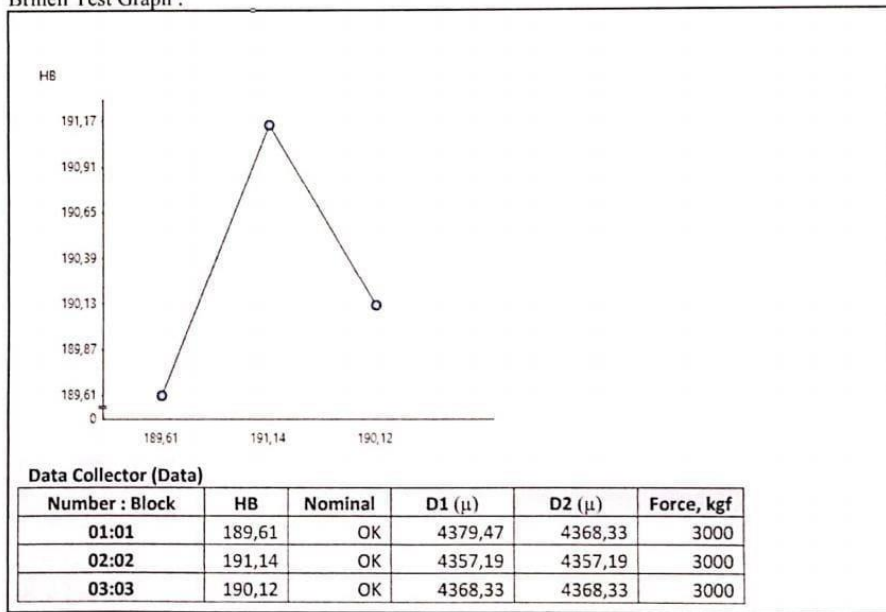 Brinell Test Graph :
HB
191,17
190,91
190,65
190,39
190,13
189,87
189,61
0
189,61 191,14 190,12
Data Collector (Data)
Number : Block HB Nominal D1 (μ) D2 (μ) Force, kgf
01:01 189,61 OK 4379,47 4368,33 3000
02:02 191,14 OK 4357,19 4357,19 3000
03:03 190,12 OK 4368,33 4368,33 3000